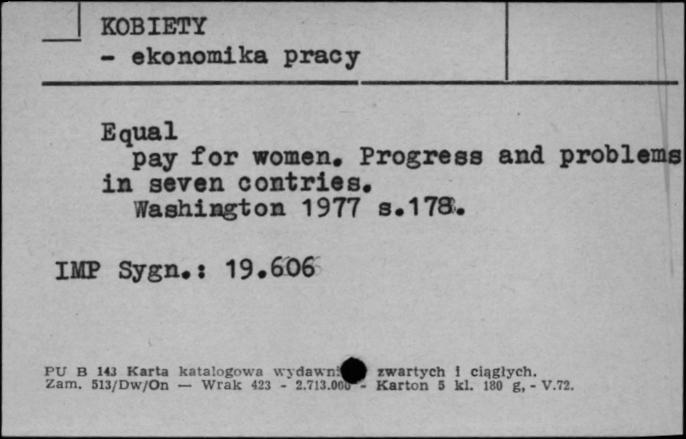 KOBIETY
- ekonomika pracy
Equal
pay for women. Progress and problems
in seven contries.
Washington 1977 s.178.
IMP Sygn.: 19.606
PU B 143 Karta katalogowa zwartych i ciągłych.
Zam. 513/Dw/On — Wrak 423 - 2.713.000 - Karton 5 kl. 180 g, - V.72.